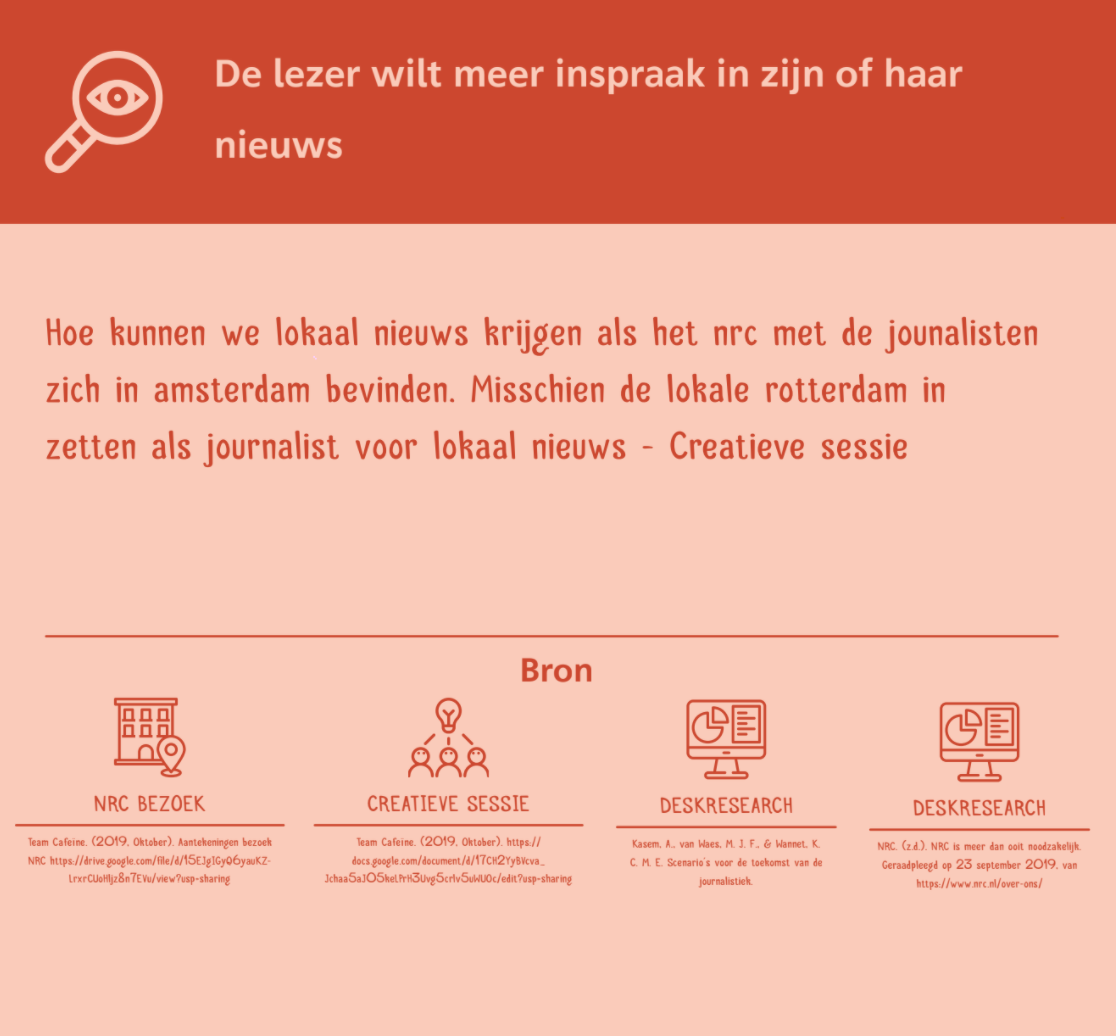 De lezer wilt meer inspraak in zijn of haar
nieuws
Hoe kunnen we lokaal nieuws krijgen als het nrc met de jounalisten
zich in amsterdam bevinden. Misschien de lokale rotterdam in
zetten als journalist voor lokaal nieuws - Creatieve sessie
Bron
NRC BEZOEK
Team Cafeïne. (2019, Oktober). Aantekeningen bezoek
NRC https://drive.google.com/file/d/
view?usp-sharing
CREATIEVE SESSIE
Team Cafeïne. (2019, Oktober). https://
docs.google.com/document/d/
edit?usp-sharing
DESKRESEARCH
Kasem, A., van Waes, M. J. F., & Wannet, K.
C. M. E. Scenario's voor de toekomst van de
journalistiek.
DESKRESEARCH
NRC. (z.d.). NRC is meer dan ooit noodzakelijk.
Geraadpleegd op 23 september 2019, van
https://www.nrc.nl/over-ons/